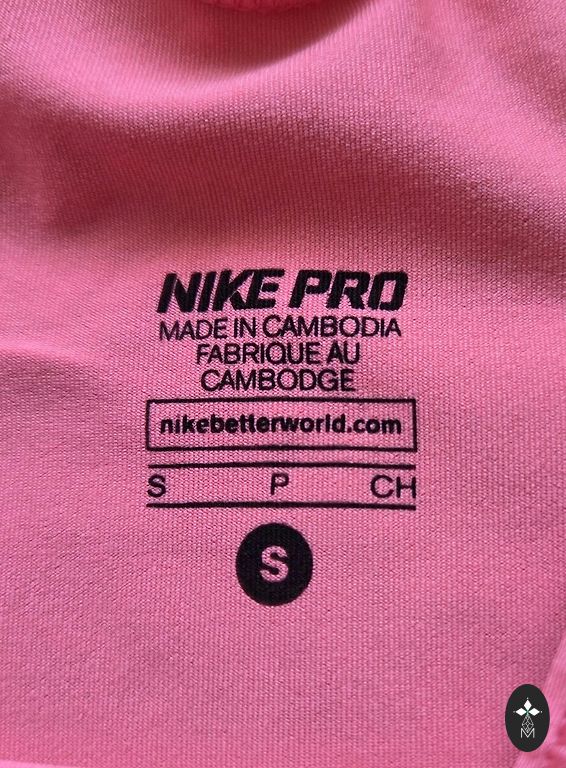 NIKE PRO
MADE IN CAMBODIA
FABRIQUE AU
CAMBODGE
nikebetterworld.com
S P CH
S
M